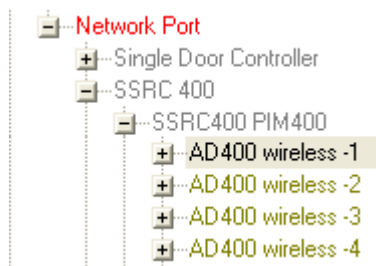 Network Port
Single Door Controller
SSRC 400
SSRC400 PIM400
AD400 wireless -1
AD400 wireless -2
AD400 wireless -3
AD400 wireless -4